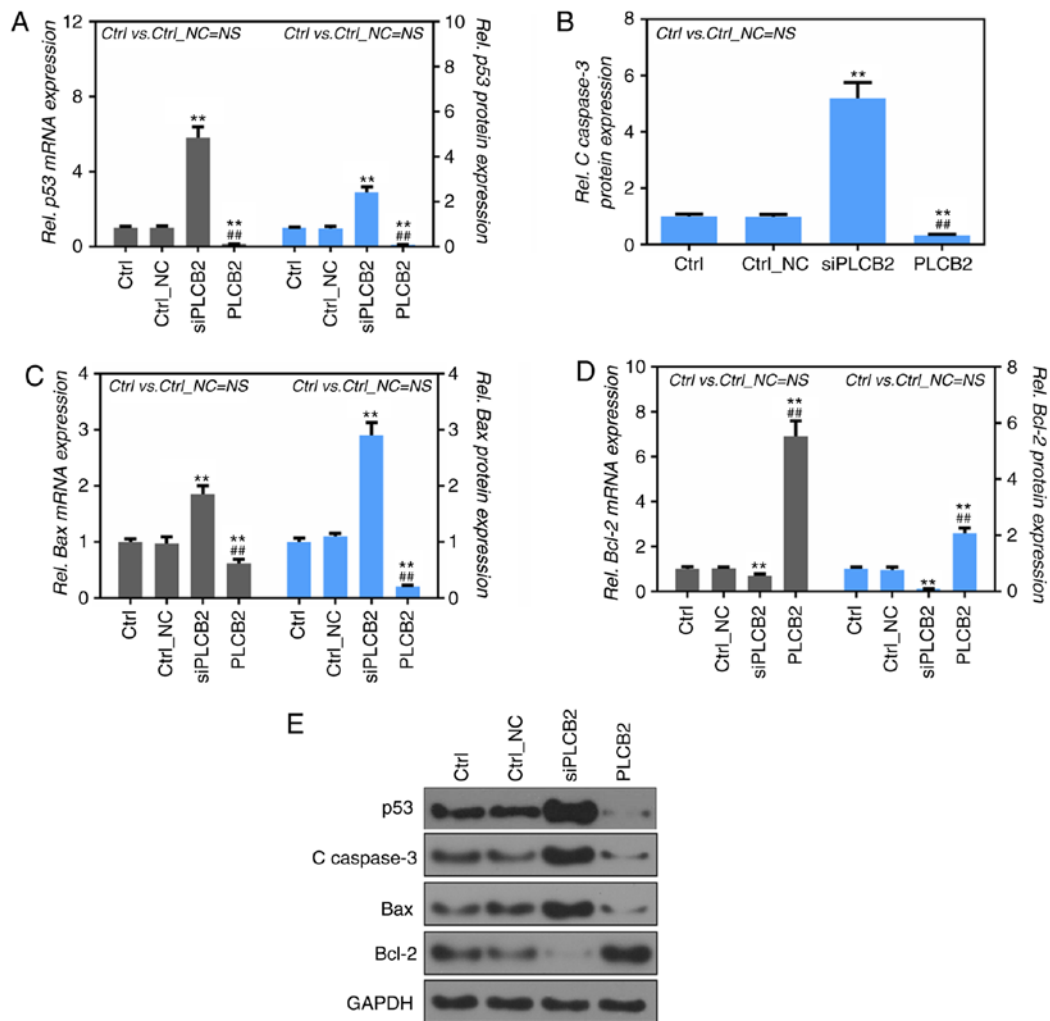 A
Rel. p53 mRNA expression
12
8
4
0
Ctrl vs.Ctrl_NC=NS
Ctrl vs.Ctrl_NC=NS
**
**
##
**
**
##
10
8
6
4
2
0
Rel. p53 protein expression
Ctrl
Ctrl_NC
siPLCB2
PLCB2
Ctrl
Ctrl_NC
siPLCB2
PLCB2
B
Rel. C caspase-3
protein expression
8
6
4
2
0
Ctrl vs.Ctrl_NC=NS
**
**
##
Ctrl
Ctrl_NC
siPLCB2
PLCB2
C
Rel. Bax mRNA expression
4
3
2
1
0
Ctrl vs.Ctrl_NC=NS
Ctrl vs.Ctrl_NC=NS
**
**
##
**
**
##
4
3
2
1
0
Rel. Bax protein expression
Ctrl
Ctrl_NC
siPLCB2
PLCB2
Ctrl
Ctrl_NC
siPLCB2
PLCB2
D
Rel. Bcl-2 mRNA expression
10
8
6
4
2
0
Ctrl vs.Ctrl_NC=NS
Ctrl vs.Ctrl_NC=NS
**
**
##
**
**
##
8
6
4
2
0
Rel. Bcl-2 protein expression
Ctrl
Ctrl_NC
siPLCB2
PLCB2
Ctrl
Ctrl_NC
siPLCB2
PLCB2
E
Ctrl
Ctrl_NC
siPLCB2
PLCB2
p53
C caspase-3
Bax
Bcl-2
GAPDH